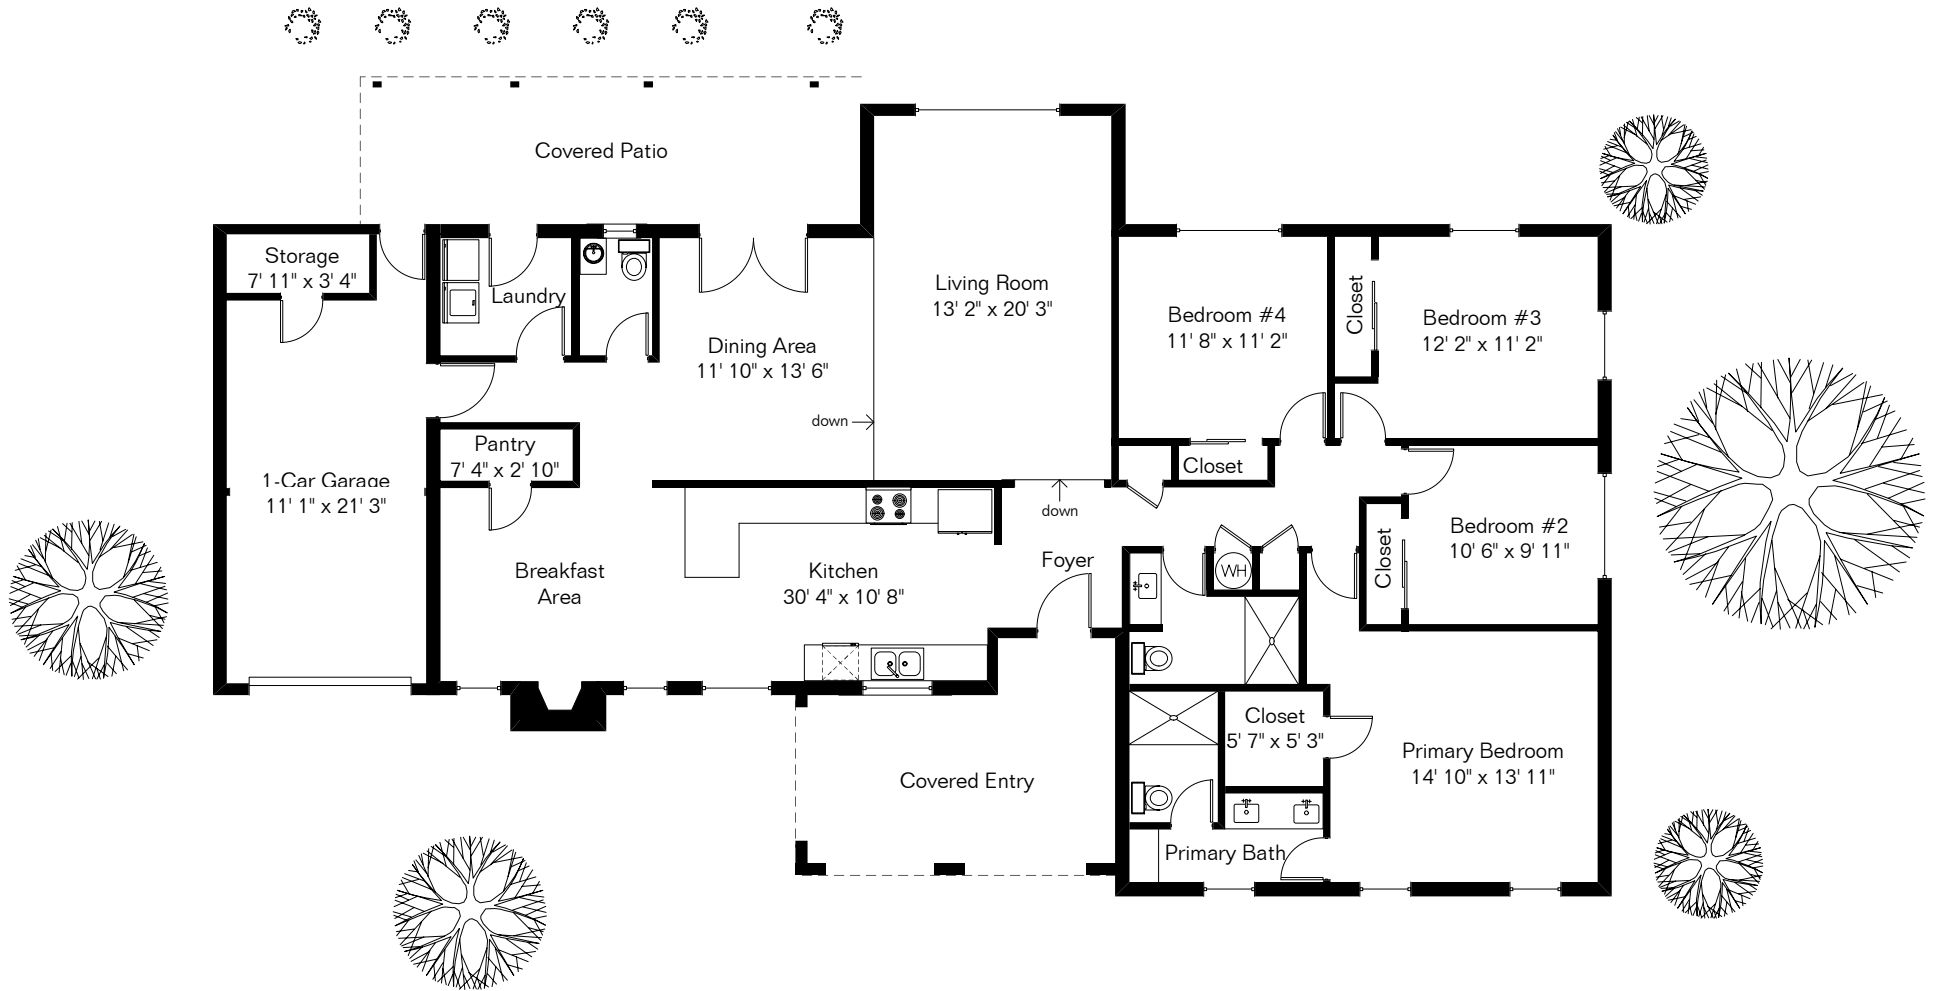 Covered Patio
Storage
7' 11" x 3' 4"
Laundry
Living Room
13' 2" x 20' 3"
Dining Area
11' 10" x 13' 6"
Bedroom #4
11' 8" x 11' 2"
Closet
Bedroom #3
12' 2" x 11' 2"
down
Pantry
7' 4" x 2' 10"
1-Car Garage
11' 1" x 21' 3"
Closet
down
Foyer
Breakfast
Area
Kitchen
30' 4" x 10' 8"
WH
Closet
Bedroom #2
10' 6" x 9' 11"
Closet
5' 7" x 5' 3"
Primary Bedroom
14' 10" x 13' 11"
Covered Entry
Primary Bath